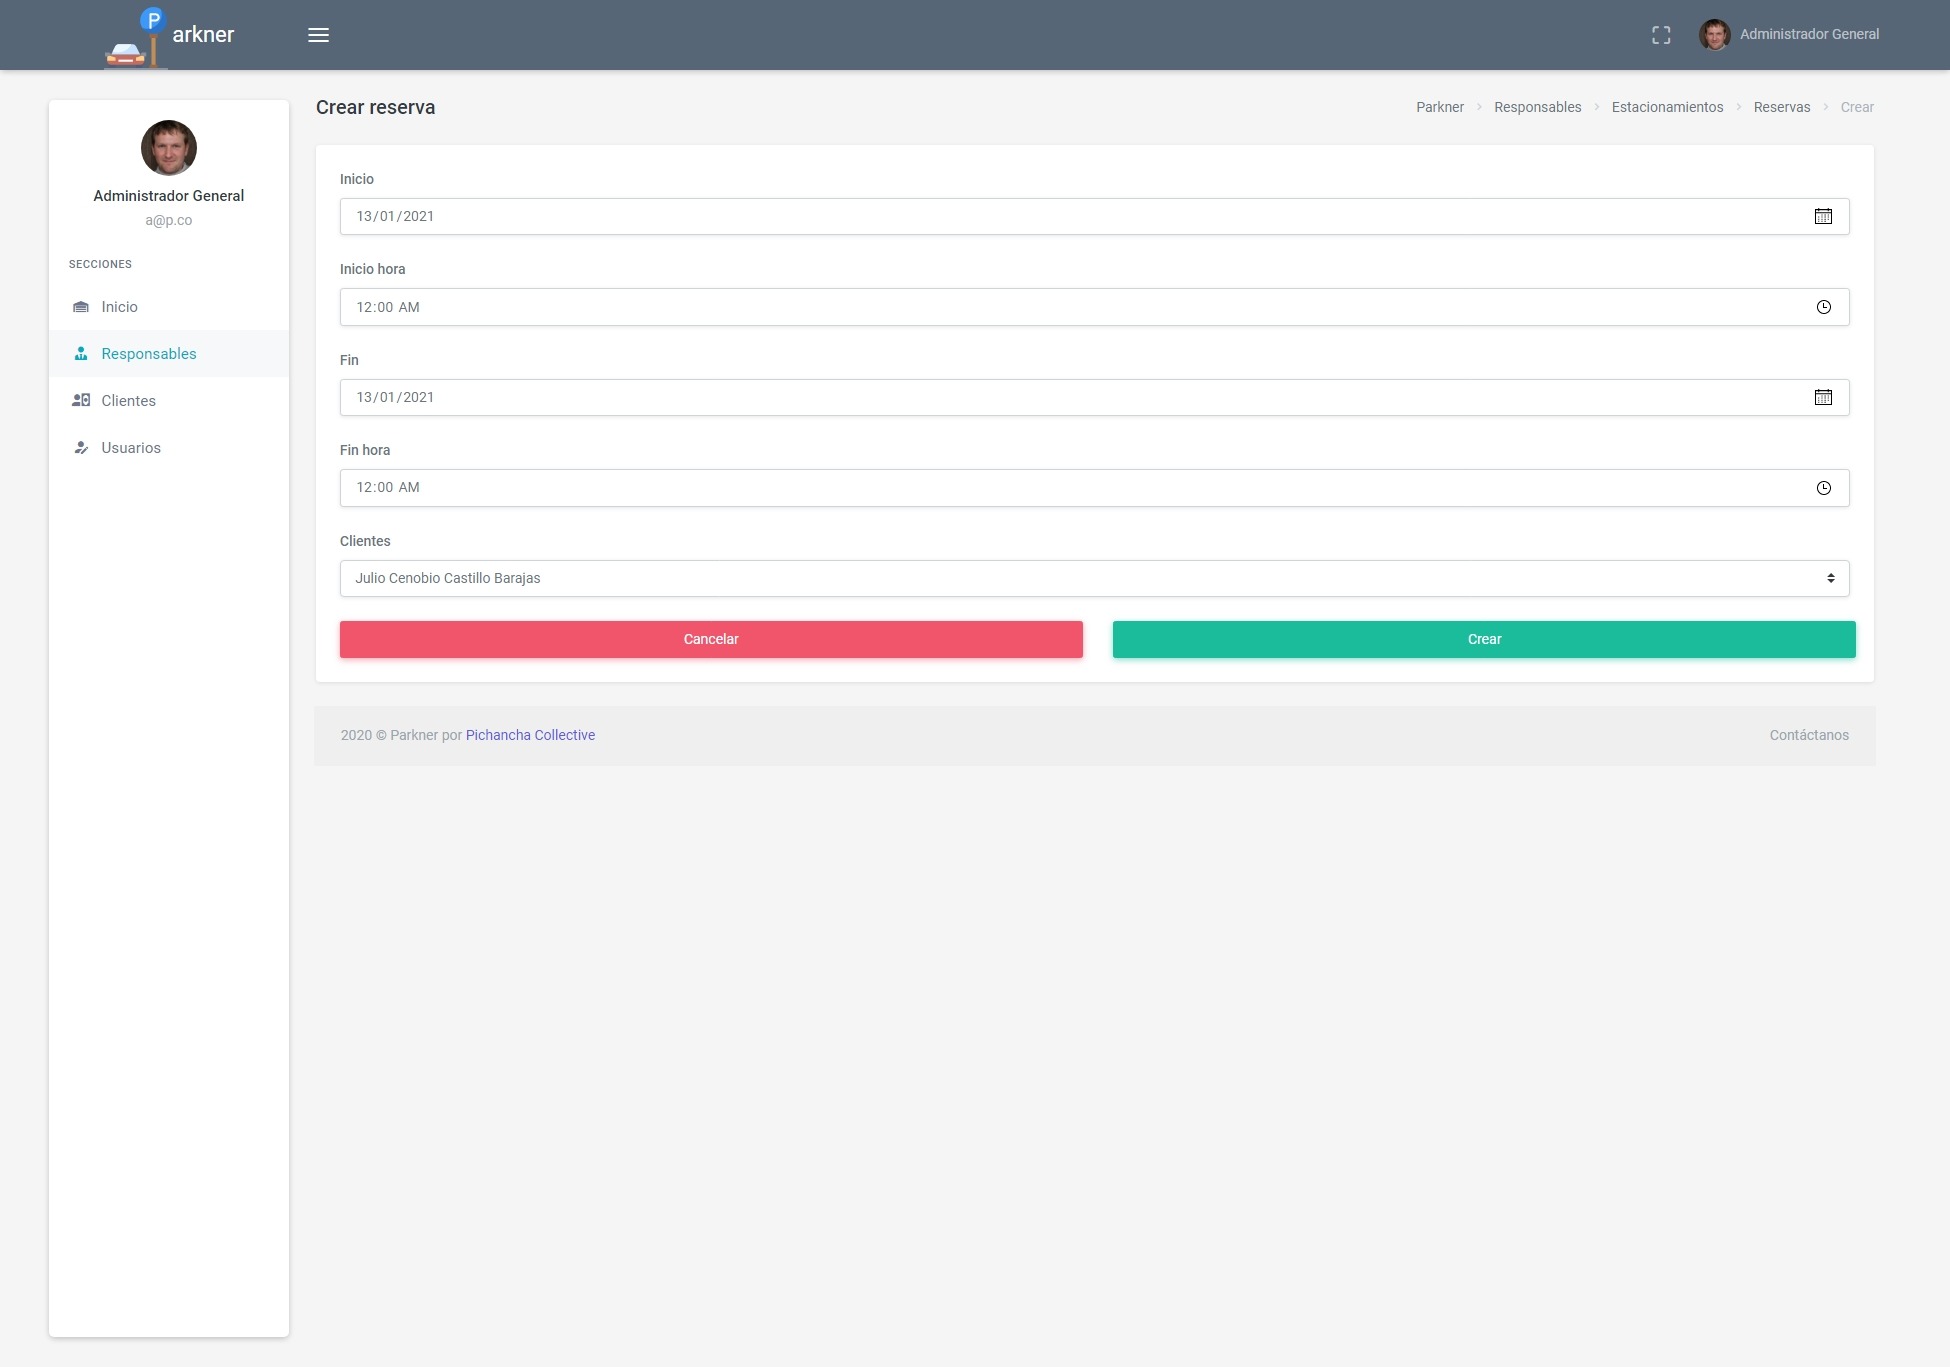 P arkner
Administrador General
Administrador General
a@p.co
SECCIONES
Inicio
Responsables
Clientes
Usuarios
Crear reserva
Parkner > Responsables > Estacionamientos > Reservas > Crear
Inicio
13/01/2021
Inicio hora
12:00 AM
Fin
13/01/2021
Fin hora
12:00 AM
Clientes
Julio Cenobio Castillo Barajas
Cancelar
Crear
2020 © Parkner por Pichancha Collective
Contáctanos